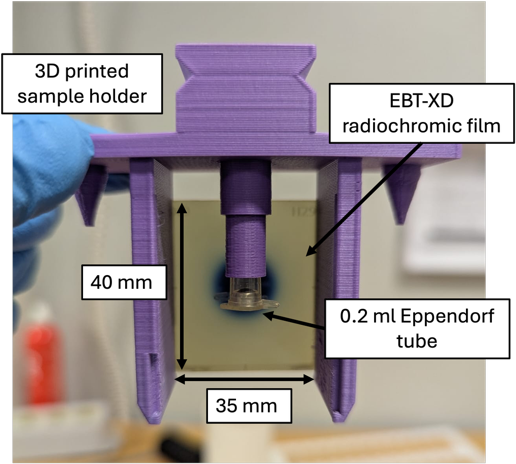 3D printed
sample holder
EBT-XD
radiochromic film
40 mm
0.2 ml Eppendorf
tube
35 mm